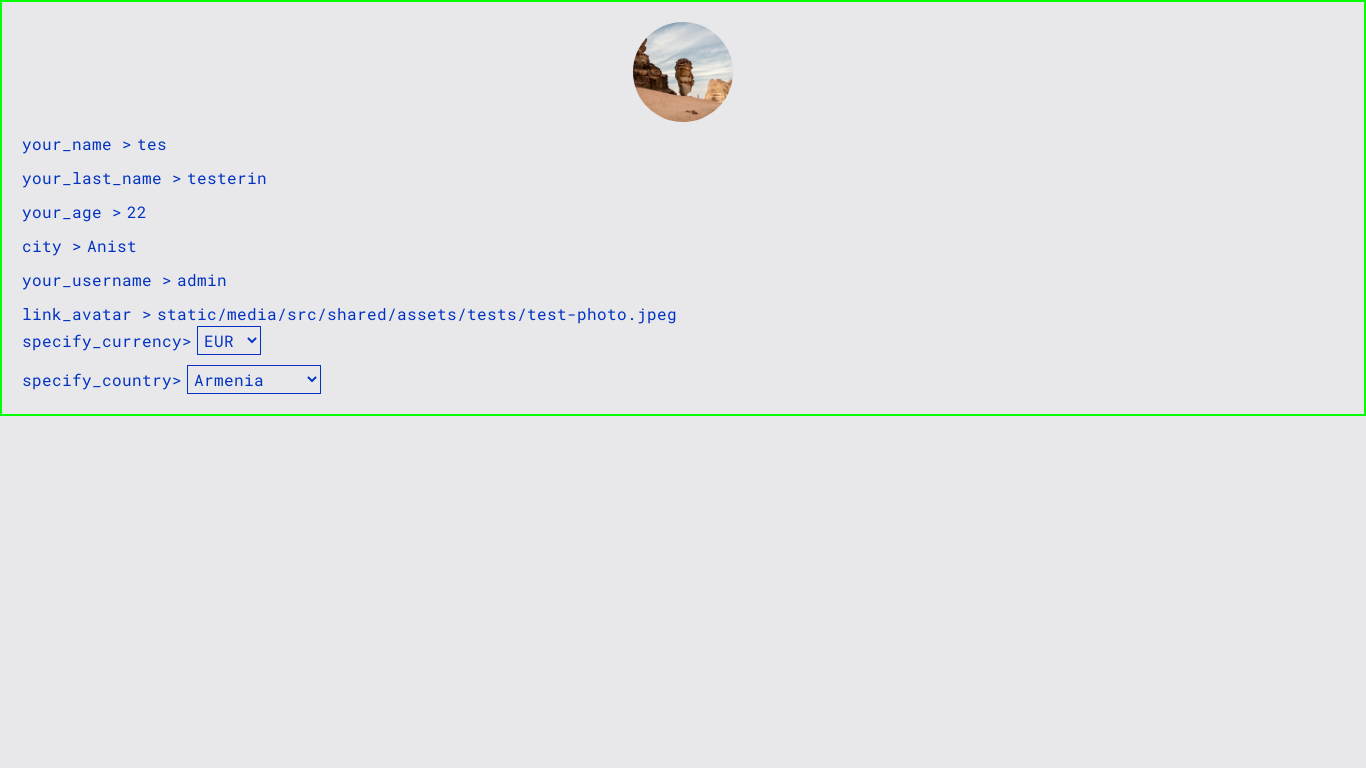 your_name > tes
your_last_name > testerin
your_age > 22
city > Anist
your_username > admin
link_avatar > static/media/src/shared/assets/tests/test-photo.jpeg
specify_currency> EUR
specify_country> Armenia